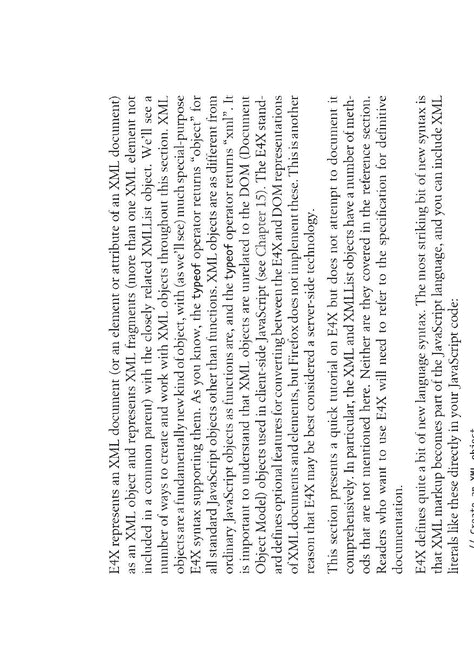 E4X represents an XML document (or an element or attribute of an XML document)
as an XML object and represents XML fragments (more than one XML element not
included in a common parent) with the closely related XMLList object. We'll see a
number of ways to create and work with XML objects throughout this section. XML
objects are a fundamentally new kind of object, with (as we'll see) much special-purpose
E4X syntax supporting them. As you know, the typeof operator returns "object" for
all standard JavaScript objects other than functions. XML objects are as different from
ordinary JavaScript objects as functions are, and the typeof operator returns "xml". It
is important to understand that XML objects are unrelated to the DOM (Document
Object Model) objects used in client-side JavaScript (see Chapter 15). The E4X stand-
ard defines optional features for converting between the E4X and DOM representations
of XML documents and elements, but Firefox does not implement these. This is another
reason that E4X may be best considered a server-side technology.
This section presents a quick tutorial on E4X but does not attempt to document it
comprehensively. In particular, the XML and XMLList objects have a number of meth-
ods that are not mentioned here. Neither are they covered in the reference section.
Readers who want to use E4X will need to refer to the specification for definitive
documentation.
E4X defines quite a bit of new language syntax. The most striking bit of new syntax is
that XML markup becomes part of the JavaScript language, and you can include XML
literals like these directly in your JavaScript code:
// Create an XML object